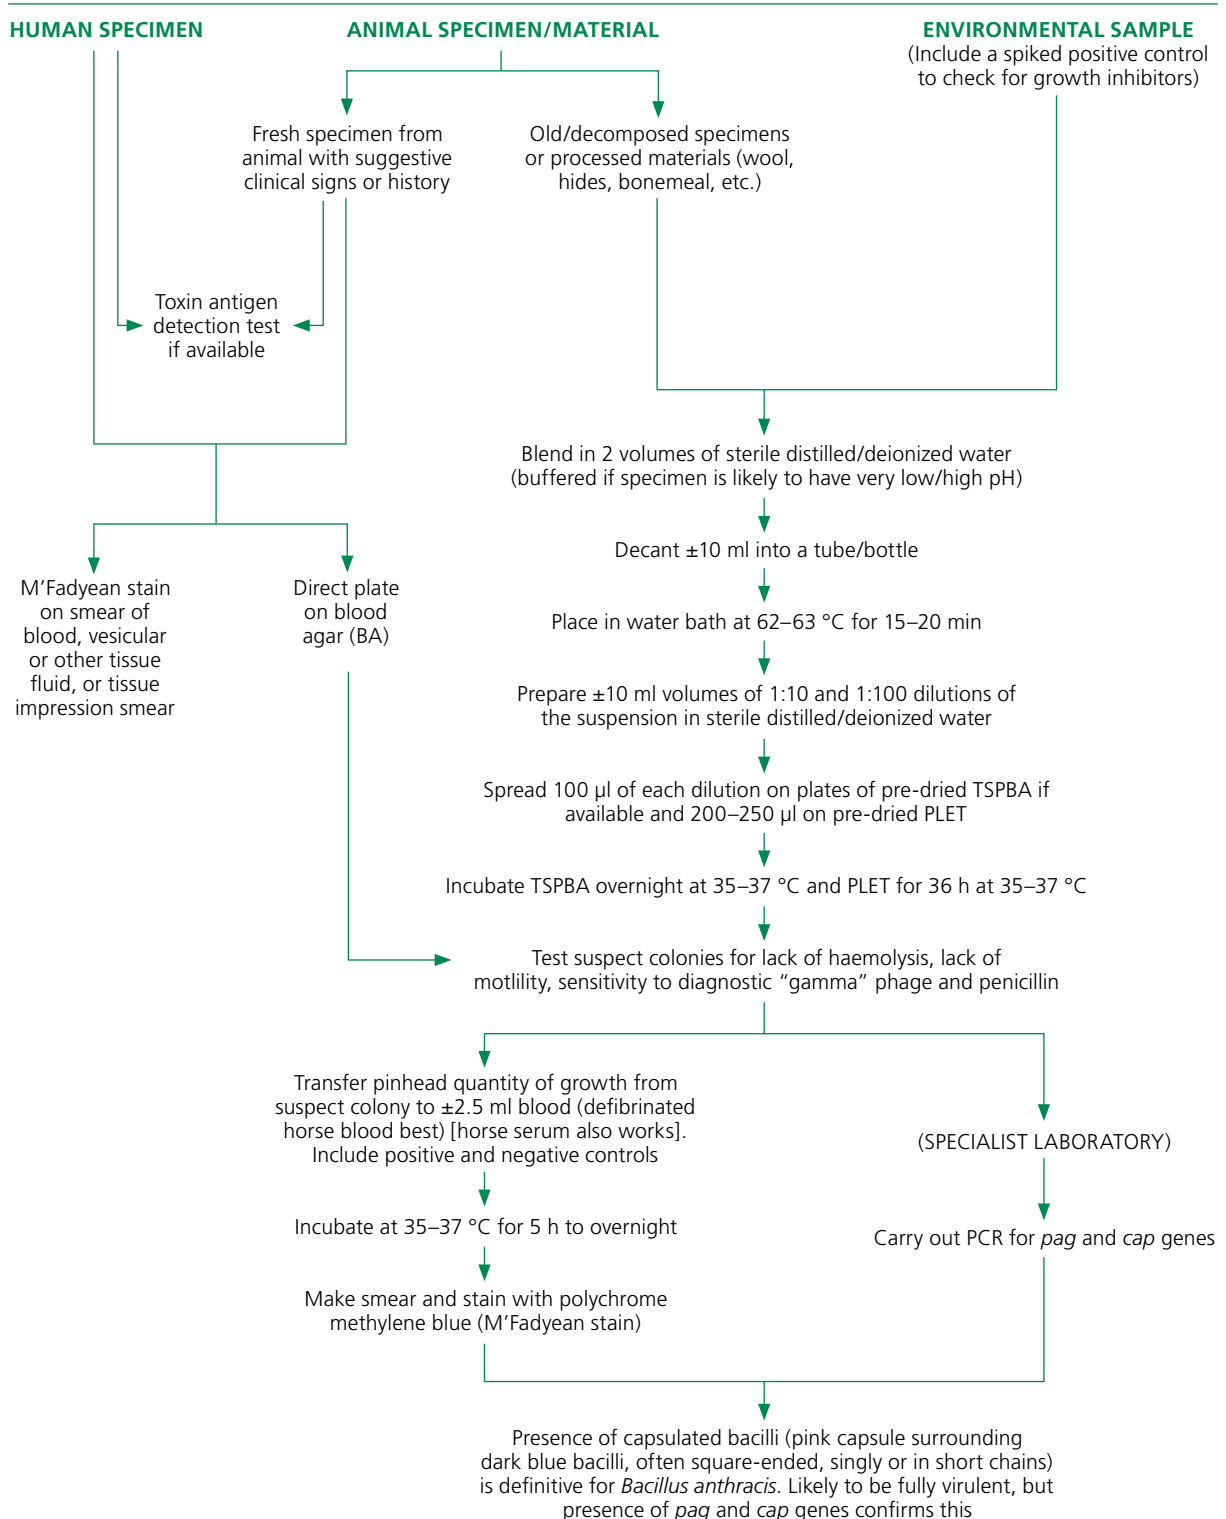 HUMAN SPECIMEN
ANIMAL SPECIMEN/MATERIAL
ENVIRONMENTAL SAMPLE
(Include a spiked positive control
to check for growth inhibitors)
Fresh specimen from
animal with suggestive
clinical signs or history
Old/decomposed specimens
or processed materials (wool,
hides, bonemeal, etc.)
Toxin antigen
detection test
if available
Blend in 2 volumes of sterile distilled/deionized water
(buffered if specimen is likely to have very low/high pH)
Decant ±10 ml into a tube/bottle
M'Fadyean stain
on smear of
blood, vesicular
or other tissue
fluid, or tissue
impression smear
Direct plate
on blood
agar (BA)
Place in water bath at 62–63 °C for 15–20 min
Prepare ±10 ml volumes of 1:10 and 1:100 dilutions of
the suspension in sterile distilled/deionized water
Spread 100 µl of each dilution on plates of pre-dried TSPBA if
available and 200–250 µl on pre-dried PLET
Incubate TSPBA overnight at 35–37 °C and PLET for 36 h at 35–37 °C
Test suspect colonies for lack of haemolysis, lack of
motlility, sensitivity to diagnostic “gamma” phage and penicillin
Transfer pinhead quantity of growth from
suspect colony to ±2.5 ml blood (defibrinated
horse blood best) [horse serum also works].
Include positive and negative controls
(SPECIALIST LABORATORY)
Incubate at 35–37 °C for 5 h to overnight
Carry out PCR for pag and cap genes
Make smear and stain with polychrome
methylene blue (M'Fadyean stain)
Presence of capsulated bacilli (pink capsule surrounding
dark blue bacilli, often square-ended, singly or in short chains)
is definitive for Bacillus anthracis. Likely to be fully virulent, but
presence of pag and cap genes confirms this